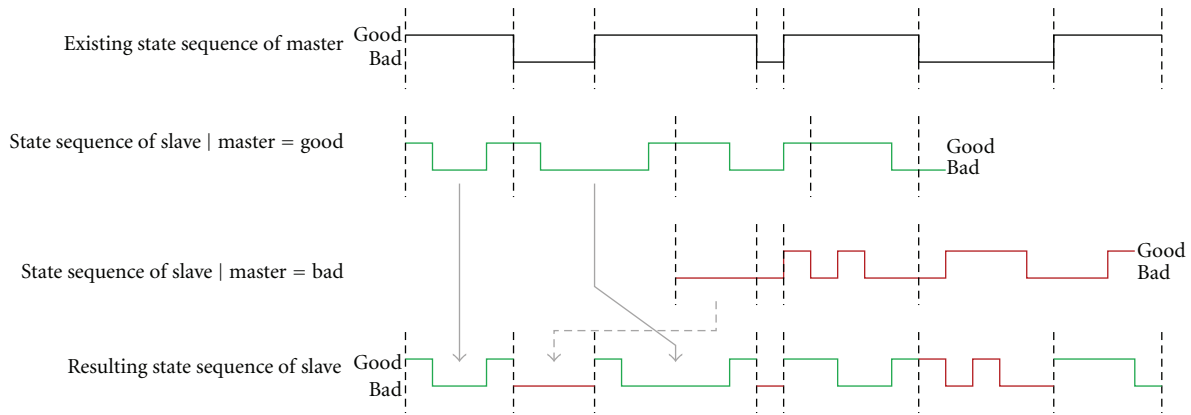 Existing state sequence of master
Good
Bad
State sequence of slave | master = good
Good
Bad
State sequence of slave | master = bad
Good
Bad
Resulting state sequence of slave
Good
Bad